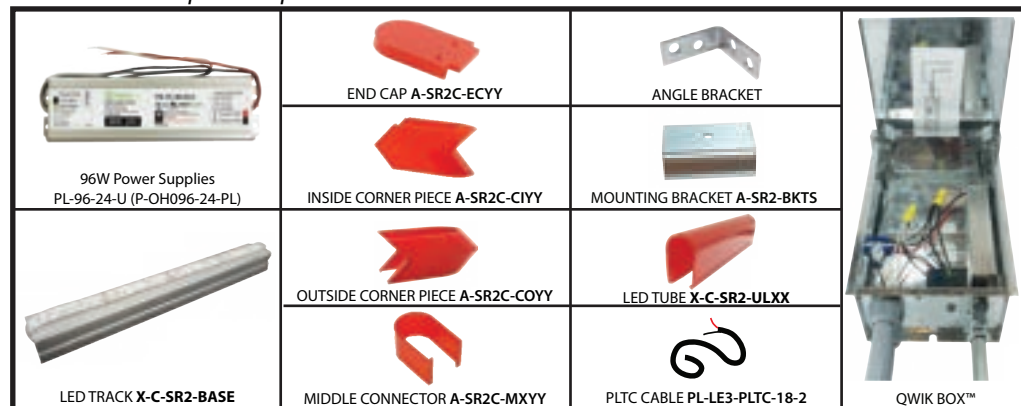 96W Power Supplies
PL-96-24-U (P-OH096-24-PL)
END CAP A-SR2C-ECYY
ANGLE BRACKET
INSIDE CORNER PIECE A-SR2C-CIYY
MOUNTING BRACKET A-SR2-BKTS
LED TRACK X-C-SR2-BASE
OUTSIDE CORNER PIECE A-SR2C-COYY
LED TUBE X-C-SR2-ULXX
MIDDLE CONNECTOR A-SR2C-MXYY
PLTC CABLE PL-LE3-PLTC-18-2
QWIK BOX™